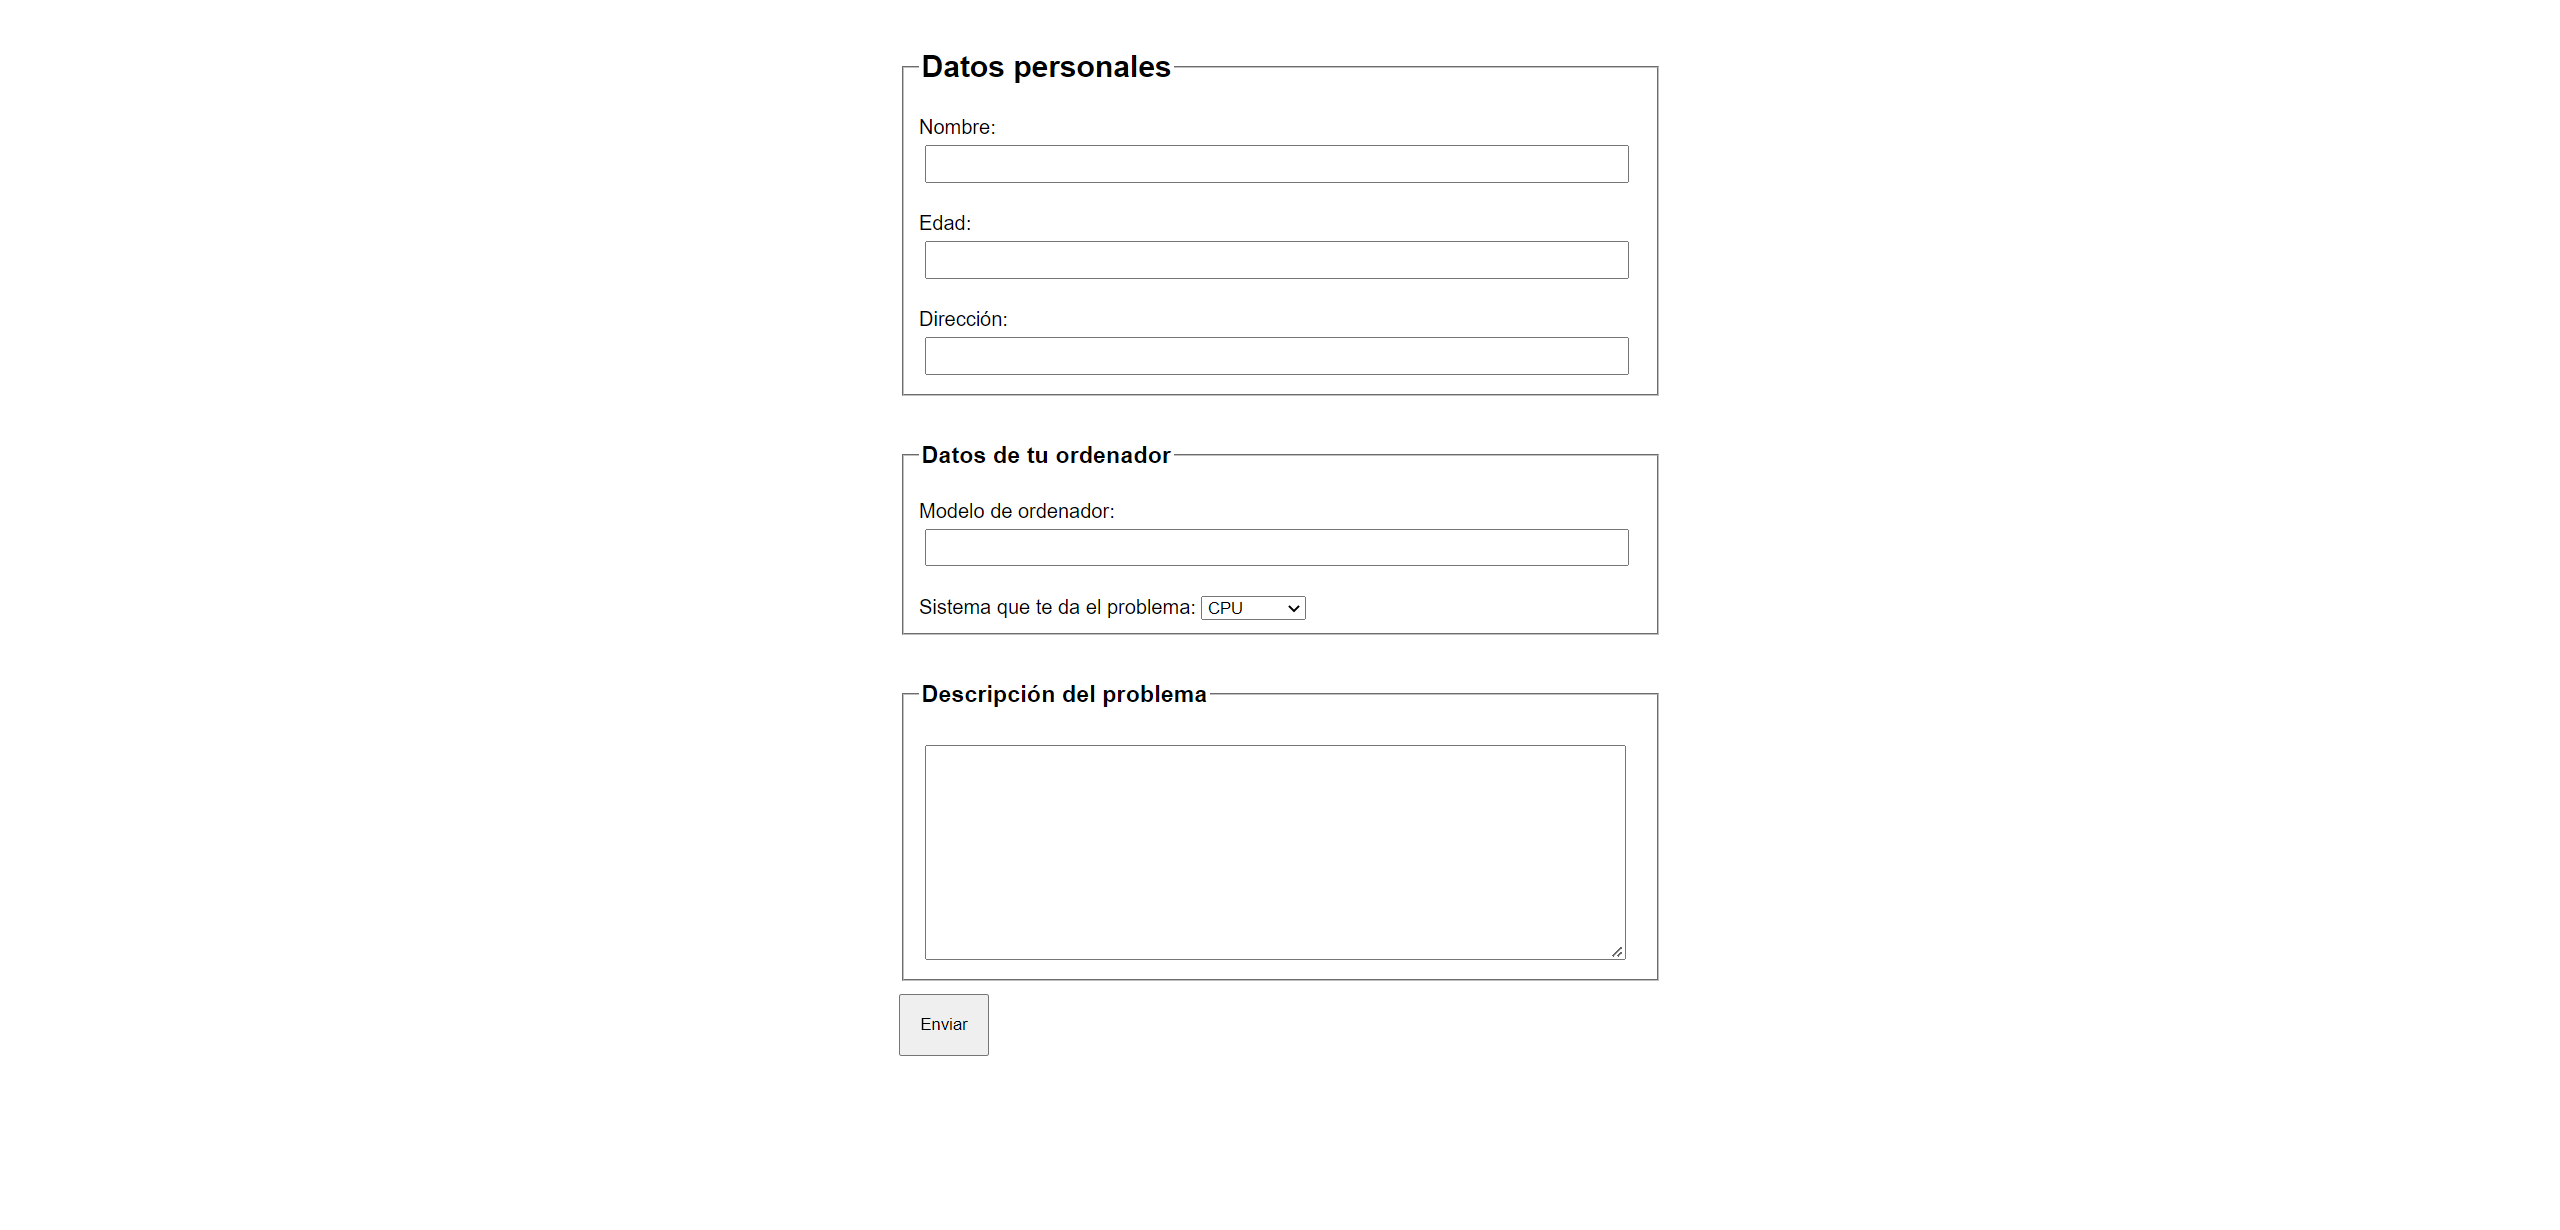 Datos personales
Nombre:
Edad:
Dirección:
Datos de tu ordenador
Modelo de ordenador:
Sistema que te da el problema: CPU
Descripción del problema
Enviar